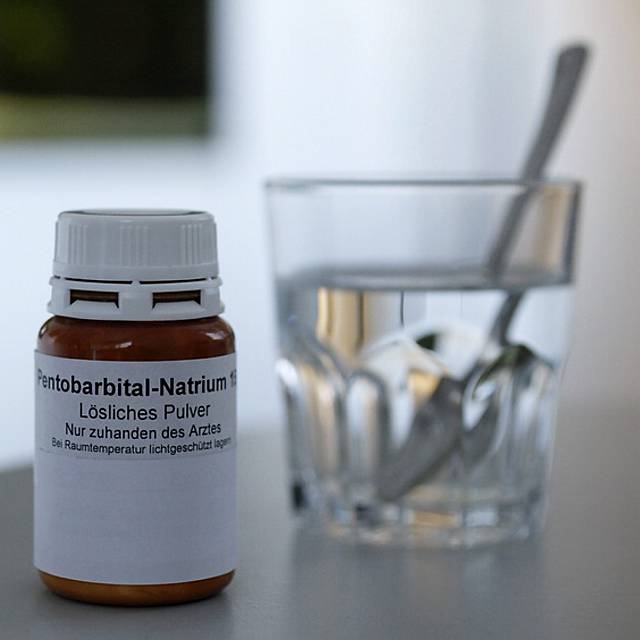 Pentobarbital-Natrium
Lösliches Pulver
Nur zuhanden des Arztes
Bei Raumtemperatur lichtgeschützt lagern